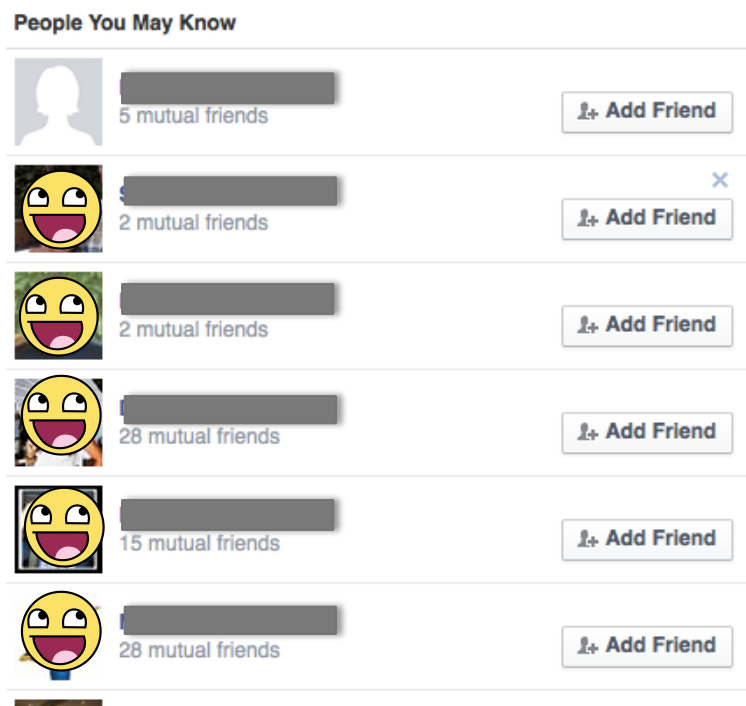 People You May Know
5 mutual friends
Add Friend
2 mutual friends
Add Friend
2 mutual friends
Add Friend
28 mutual friends
Add Friend
15 mutual friends
Add Friend
28 mutual friends
Add Friend